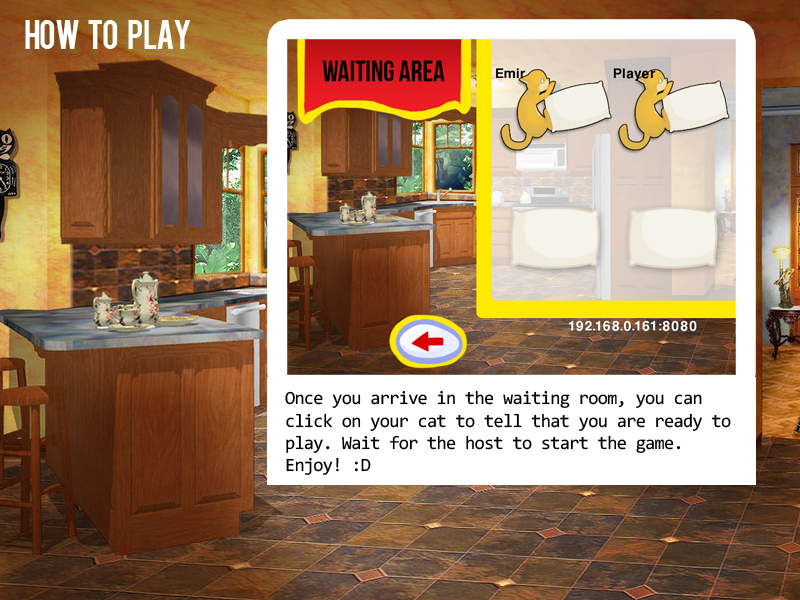 HOW TO PLAY
WAITING AREA
Emir
Player
192.168.0.161:8080
Once you arrive in the waiting room, you can
click on your cat to tell that you are ready to
play. Wait for the host to start the game.
Enjoy! :D